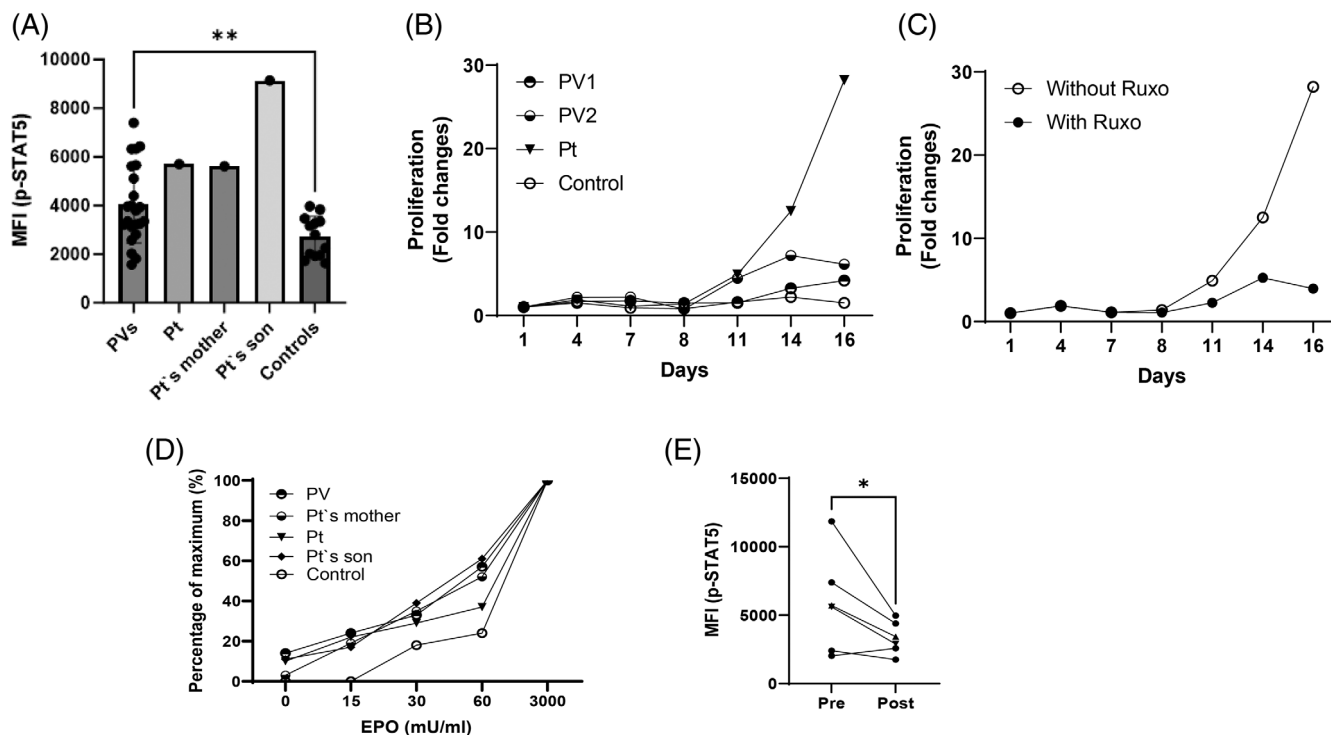 (A)
**
10000
8000
6000
4000
2000
0
MFI (p-STAT5)
PVs
Pt
Pt`s mother
Pt`s son
Controls
(B)
30
20
10
0
Proliferation
(Fold changes)
PV1
PV2
Pt
Control
1 4 7 8 11 14 16
Days
(C)
30
20
10
0
Proliferation
(Fold changes)
Without Ruxo
With Ruxo
1 4 7 8 11 14 16
Days
(D)
100
80
60
40
20
0
Percentage of maximum (%)
PV
Pt`s mother
Pt
Pt`s son
Control
0 15 30 60 3000
EPO (mU/ml)
(E)
15000
10000
5000
0
MFI (p-STAT5)
*
Pre Post